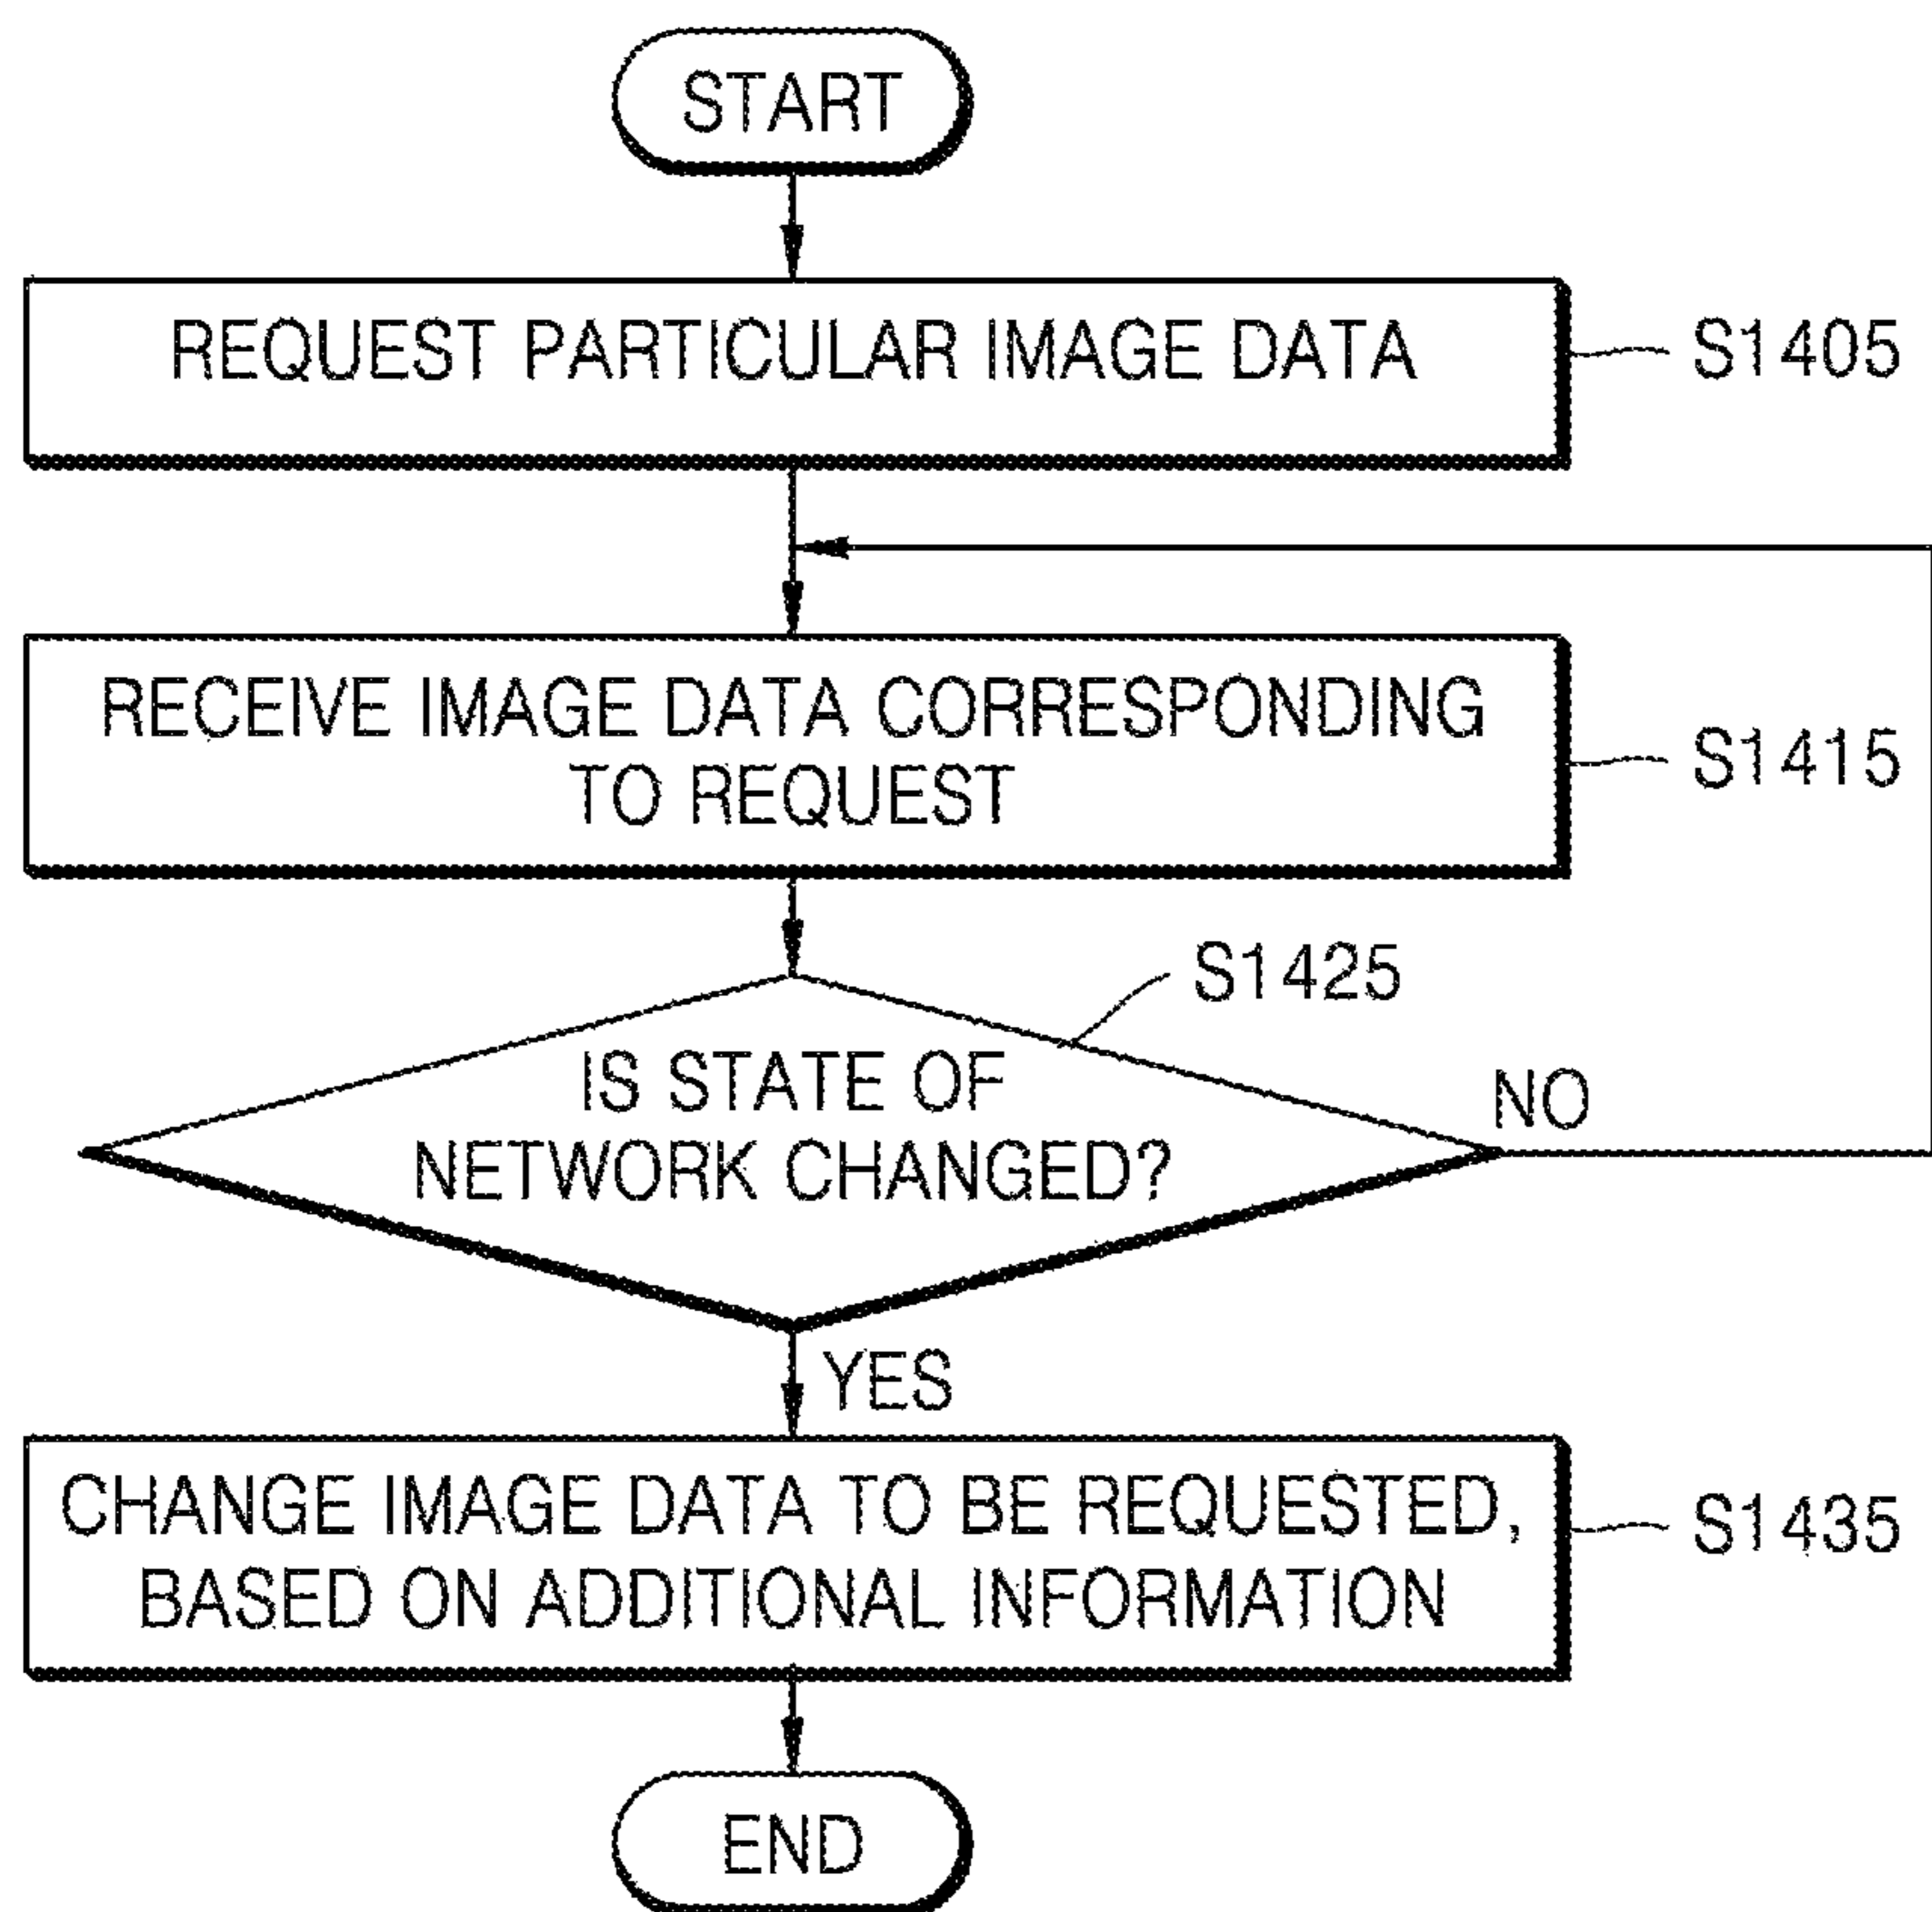 START
REQUEST PARTICULAR IMAGE DATA
S1405
RECEIVE IMAGE DATA CORRESPONDING
TO REQUEST
S1415
S1425
IS STATE OF
NETWORK CHANGED?
NO
YES
CHANGE IMAGE DATA TO BE REQUESTED,
BASED ON ADDITIONAL INFORMATION
S1435
END